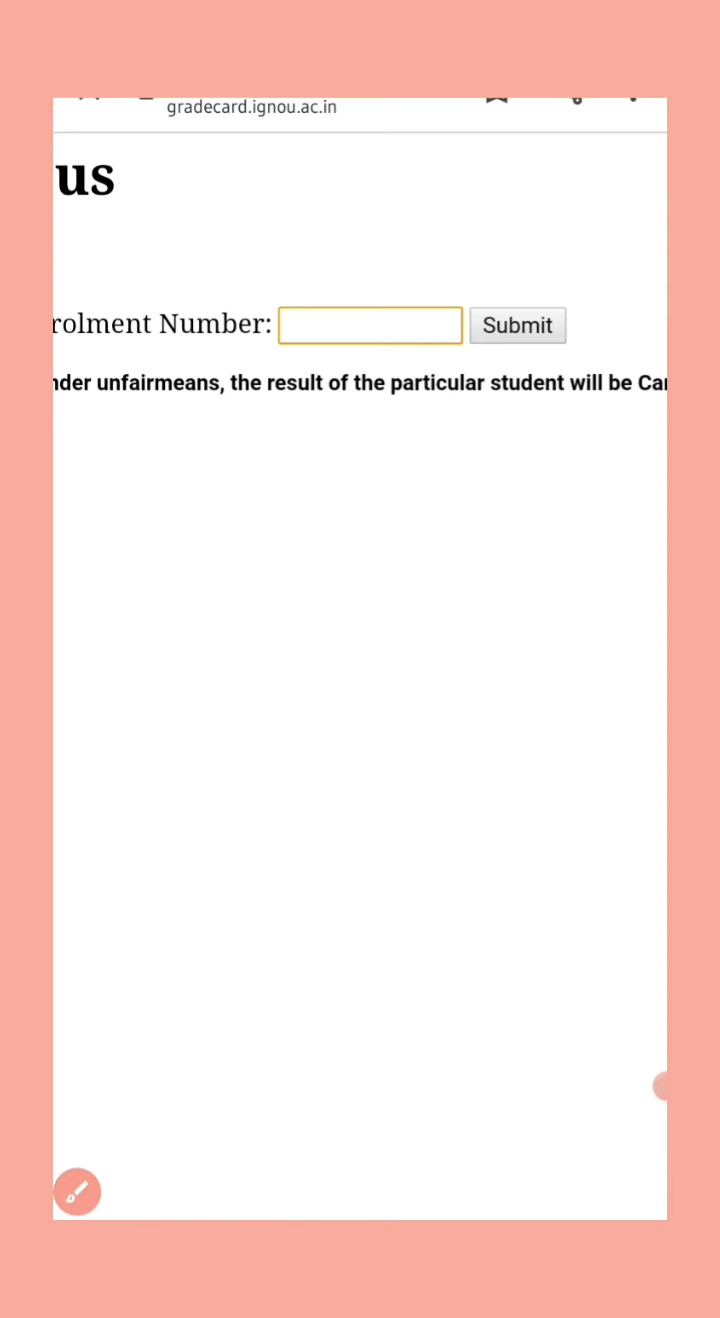 gradecard.ignou.ac.in
us
rolment Number:
Submit
nder unfairmeans, the result of the particular student will be Ca